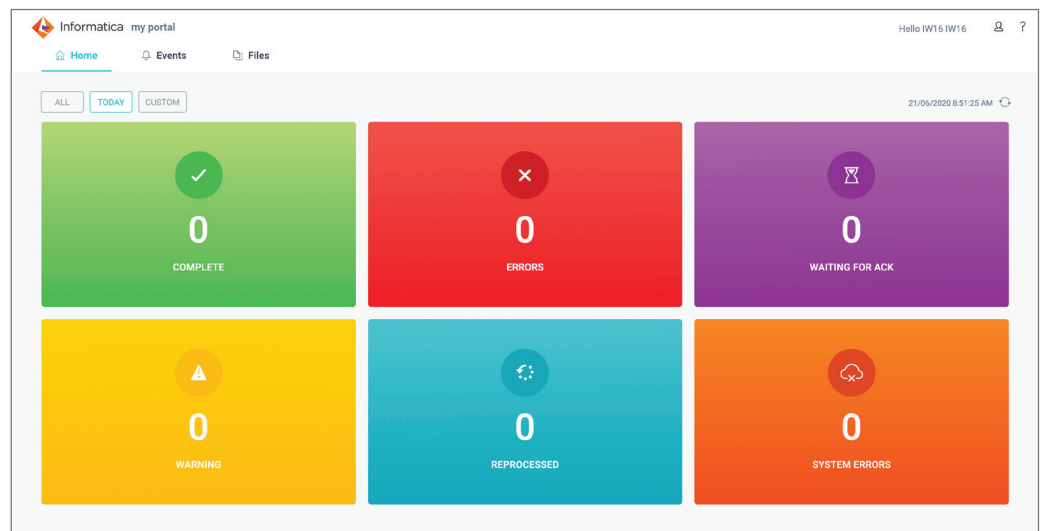 Informatica my portal
Hello IW16 IW16
?
Home
Events
Files
ALL
TODAY
CUSTOM
21/06/2020 8:51:25 AM
0
COMPLETE
0
ERRORS
0
WAITING FOR ACK
0
WARNING
0
REPROCESSED
0
SYSTEM ERRORS